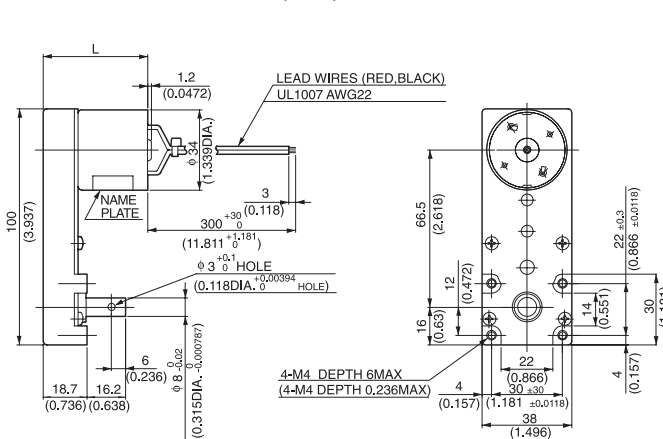 L
1.2
(0.0472)
LEAD WIRES (RED,BLACK)
UL1007 AWG22
ϕ 34
(1.339DIA.)
NAME
PLATE
3
(0.118)
300 +30 0
(11.811 +1.181 0)
100
(3.937)
ϕ 3 +0.1 0 HOLE
(0.118DIA. +0.00394 0 HOLE)
6
(0.236)
ϕ 8 0 -0.02
(0.315DIA. 0 -0.000787)
18.7
(0.736)
16.2
(0.638)
66.5
(2.618)
12
(0.472)
16
(0.63)
22 ±0.3
(0.866 ±0.0118)
14
(0.551)
30
(1.181)
4
(0.157)
4-M4 DEPTH 6MAX
(4-M4 DEPTH 0.236MAX)
22
(0.866)
4
(0.157)
30 ±30
(1.181 ±0.0118)
38
(1.496)